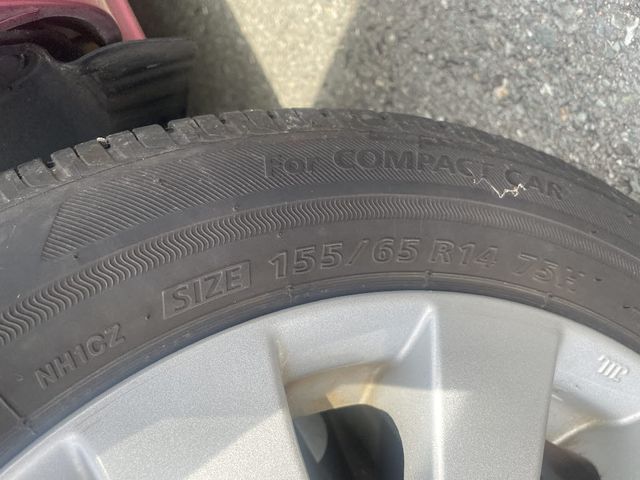 For COMPACT CAR
SIZE 155/65 R14 75H
NH1CZ